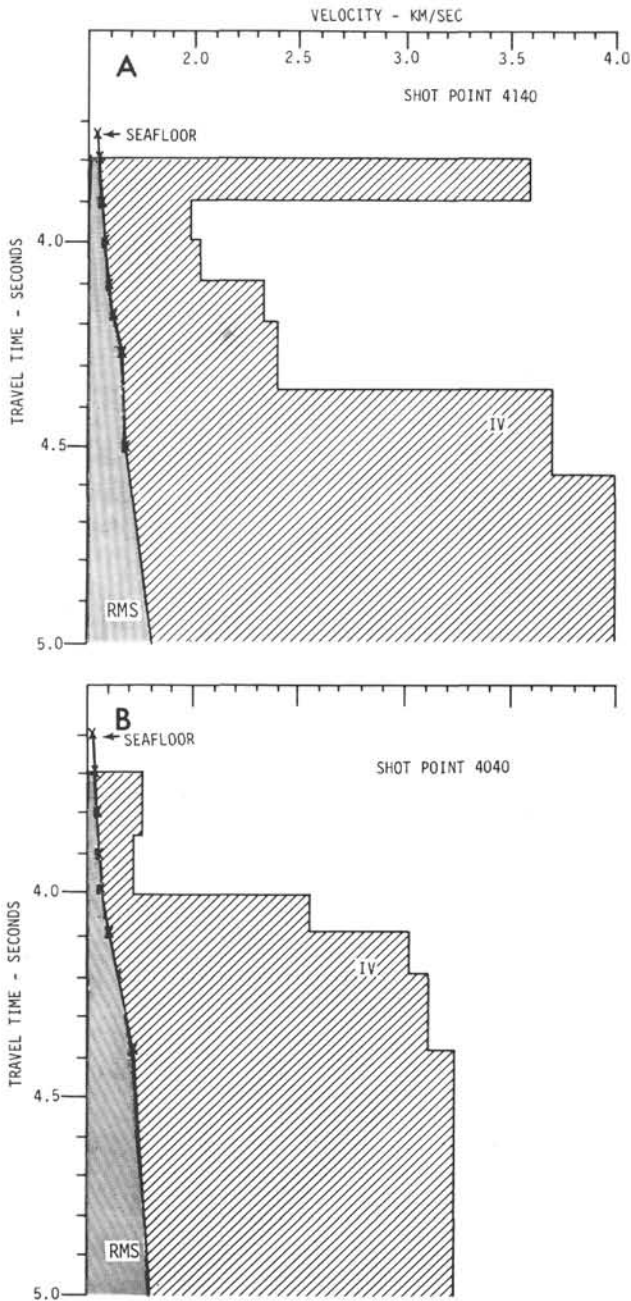 VELOCITY - KM/SEC
2.0 2.5 3.0 3.5 4.0
A
SHOT POINT 4140
X SEAFLOOR
4.0
TRAVEL TIME - SECONDS
IV
4.5
RMS
5.0
B
X SEAFLOOR
SHOT POINT 4040
4.0
TRAVEL TIME - SECONDS
IV
4.5
RMS
5.0